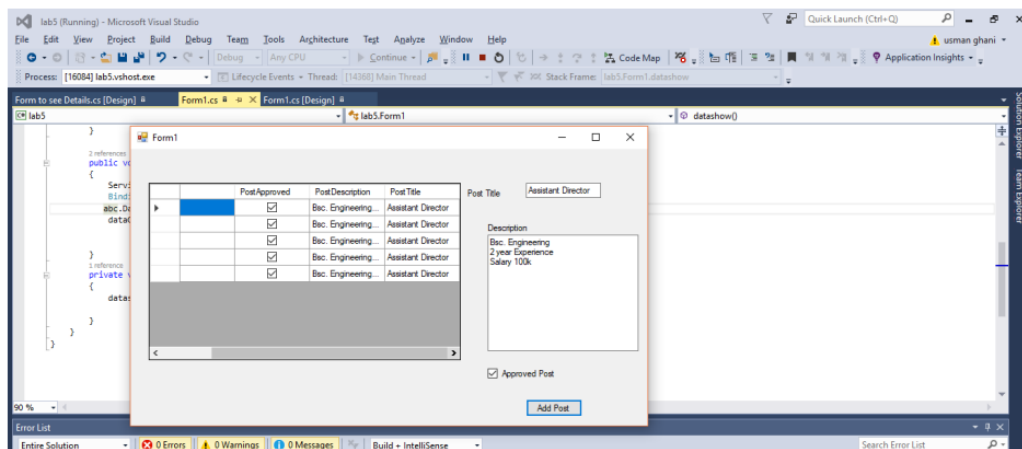 lab5 (Running) - Microsoft Visual Studio
Quick Launch (Ctrl+Q)
File Edit View Project Build Debug Team Tools Architecture Test Analyze Window Help
usman ghani
Debug Any CPU Continue Code Map Application Insights
Process: [16084] lab5.vshost.exe Lifecycle Events Thread: [14368] Main Thread Stack Frame: lab5.Form1.datashow
Form to see Details.cs [Design] Form1.cs Form1.cs [Design]
C# lab5 lab5.Form1 datashow()
}
2 references
public vo
{
Servi
Bind
abc.Da
data
}
1 reference
private v
{
datas
}
}
}
Form1
PostApproved PostDescription PostTitle
Bsc. Engineering... Assistant Director
Bsc. Engineering... Assistant Director
Bsc. Engineering... Assistant Director
Bsc. Engineering... Assistant Director
Bsc. Engineering... Assistant Director
Post Title Assistant Director
Description
Bsc. Engineering
2 year Experience
Salary 100k
Approved Post
Add Post
Solution Explorer
Team Explorer
90 %
Error List
Entire Solution 0 Errors 0 Warnings 0 Messages Build + IntelliSense Search Error List